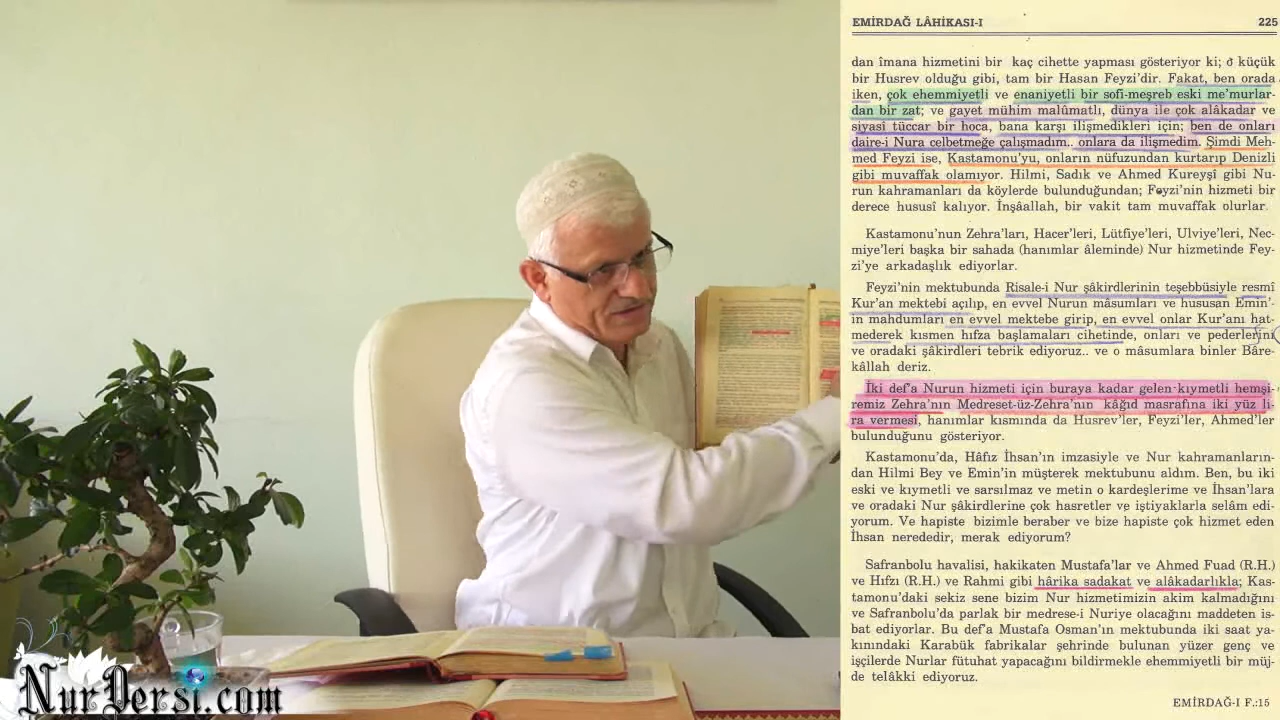 EMİRDAĞ LÂHİKASI-I 225
dan îmana hizmetini bir kaç cihette yapması gösteriyor ki; o küçük
bir Husrev olduğu gibi, tam bir Hasan Feyzi'dir. Fakat, ben orada
iken, çok ehemmiyetli ve enaniyetli bir sofi-meşreb eski me'murlar-
dan bir zat; ve gayet mühim malûmatlı, dünya ile çok alâkadar ve
siyasî tüccar bir hoca, bana karşı ilişmedikleri için; ben de onları
daire-i Nura celbetmeğe çalışmadım.. onlara da ilişmedim. Şimdi Meh-
med Feyzi ise, Kastamonu'yu, onların nüfuzundan kurtarıp Denizli
gibi muvaffak olamıyor. Hilmi, Sadık ve Ahmed Kureyşî gibi Nu-
run kahramanları da köylerde bulunduğundan; Feyzi'nin hizmeti bir
derece hususî kalıyor. İnşâallah, bir vakit tam muvaffak olurlar.
Kastamonu'nun Zehra'ları, Hacer'leri, Lütfiye'leri, Ulviye'leri, Nec-
miye'leri başka bir sahada (hanımlar âleminde) Nur hizmetinde Fey-
zi'ye arkadaşlık ediyorlar.
Feyzi'nin mektubunda Risale-i Nur şâkirdlerinin teşebbüsiyle resmî
Kur'an mektebi açılıp, en evvel Nurun mâsumları ve hususan Emin'-
in mahdumları en evvel mektebe girip, en evvel onlar Kur'anı hat-
mederek kısmen hıfza başlamaları cihetinde, onları ve pederleyini
ve oradaki şâkirdleri tebrik ediyoruz.. ve o mâsumlara binler Bâre-
kâllah deriz.
İki def'a Nurun hizmeti için buraya kadar gelen kıymetli hemşi-
remiz Zehra'nın Medreset-üz-Zehra'nın kâğıd masrafına iki yüz li-
ra vermesi, hanımlar kısmında da Husrev'ler, Feyzi'ler, Ahmed'ler
bulunduğunu gösteriyor.
Kastamonu'da, Hâfız İhsan'ın imzasiyle ve Nur kahramanların-
dan Hilmi Bey ve Emin'in müşterek mektubunu aldım. Ben, bu iki
eski ve kıymetli ve sarsılmaz ve metin o kardeşlerime ve İhsan'lara
ve oradaki Nur şâkirdlerine çok hasretler ve iştiyaklarla selâm edi-
yorum. Ve hapiste bizimle beraber ve bize hapiste çok hizmet eden
İhsan nerededir, merak ediyorum?
Safranbolu havalisi, hakikaten Mustafa'lar ve Ahmed Fuad (R.H.)
ve Hıfzı (R.H.) ve Rahmi gibi hârika sadakat ve alâkadarlıkla; Kas-
tamonu'daki sekiz sene bizim Nur hizmetimizin akim kalmadığını
ve Safranbolu'da parlak bir medrese-i Nuriye olacağını maddeten is-
bat ediyorlar. Bu def'a Mustafa Osman'ın mektubunda iki saat ya-
kınındaki Karabük fabrikalar şehrinde bulunan yüzer genç ve
işçilerde Nurlar fütuhat yapacağını bildirmekle ehemmiyetli bir müj-
de telâkki ediyoruz.
EMİRDAĞ-I F.:15
NurDersi.com